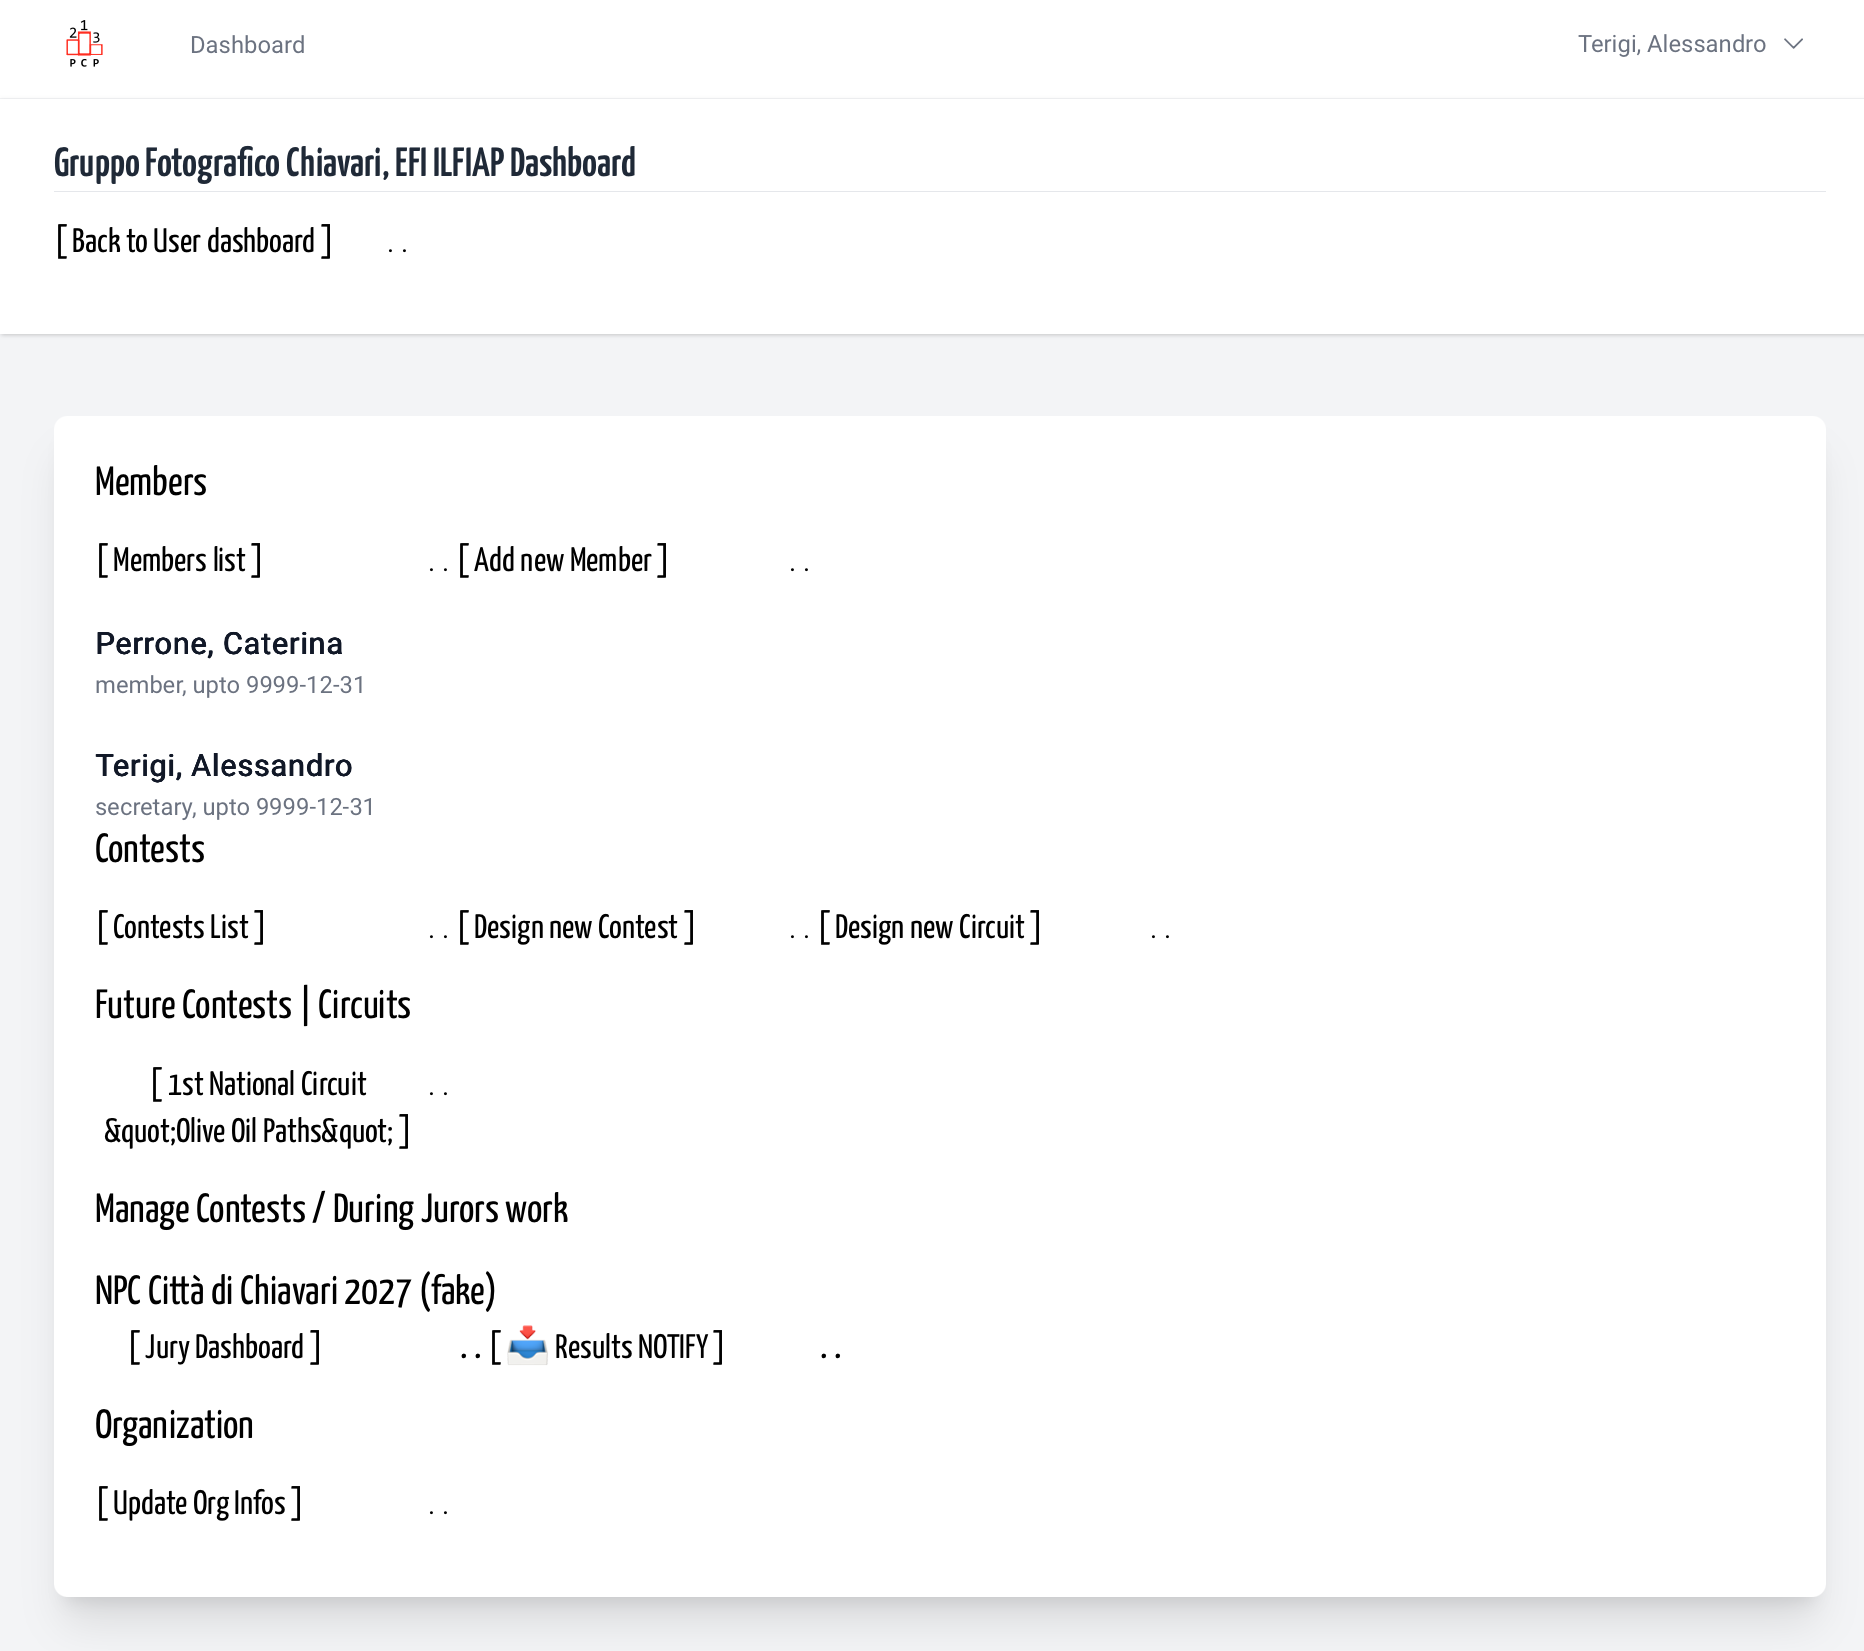 2 1 3
P C P
Dashboard
Terigi, Alessandro
Gruppo Fotografico Chiavari, EFI ILFIAP Dashboard
[ Back to User dashboard ] . .
Members
[ Members list ] . . [ Add new Member ] . .
Perrone, Caterina
member, upto 9999-12-31
Terigi, Alessandro
secretary, upto 9999-12-31
Contests
[ Contests List ] . . [ Design new Contest ] . . [ Design new Circuit ] . .
Future Contests | Circuits
[ 1st National Circuit . .
&quot;Olive Oil Paths&quot; ]
Manage Contests / During Jurors work
NPC Città di Chiavari 2027 (fake)
[ Jury Dashboard ] . . [ 📥 Results NOTIFY ] . .
Organization
[ Update Org Infos ] . .